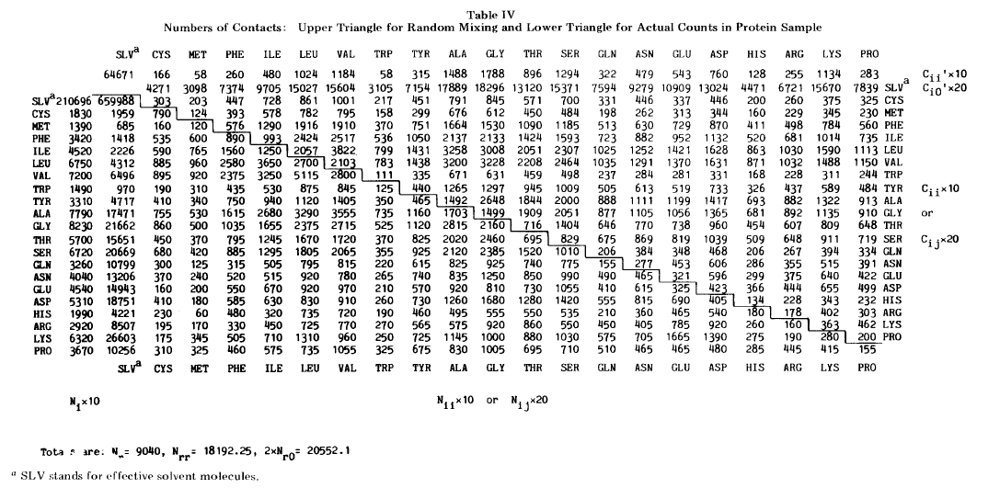 Table IV
Numbers of Contacts: Upper Triangle for Random Mixing and Lower Triangle for Actual Counts in Protein Sample
SLVᵃ CYS MET PHE ILE LEU VAL TRP TYR ALA GLY THR SER GLN ASN GLU ASP HIS ARG LYS PRO
64671 166 58 260 480 1024 1184 58 315 1488 1788 896 1294 322 479 543 760 128 255 1134 283 Cii'×10
4271 3098 7374 9705 15027 15604 3105 7154 17889 18296 13120 15371 7594 9279 10909 13024 4471 6721 15670 7839 SLVᵃ Ci0'×20
SLVᵃ 210696 659988 303 203 447 728 861 1001 217 451 791 845 571 700 331 446 337 446 200 260 375 325 CYS
CYS 1830 1959 790 124 393 578 782 795 158 299 676 612 450 484 198 262 313 344 160 229 345 230 MET
MET 1390 685 160 120 576 1290 1916 1910 370 751 1664 1530 1090 1185 513 630 729 870 411 498 784 560 PHE
PHE 3420 1418 535 600 890 993 2424 2517 536 1050 2137 2133 1424 1593 723 882 952 1132 520 681 1014 735 ILE
ILE 4520 2226 590 765 1560 1250 2057 3822 799 1431 3258 3008 2051 2307 1025 1252 1421 1628 863 1030 1590 1113 LEU
LEU 6750 4312 885 960 2580 3650 2700 2103 783 1438 3200 3228 2208 2464 1035 1291 1370 1631 871 1032 1488 1150 VAL
VAL 7200 6496 895 920 2375 3250 5115 2800 111 335 671 631 459 498 237 284 281 331 168 228 311 244 TRP
TRP 1490 970 190 310 435 530 875 845 125 440 1265 1297 945 1009 505 613 519 733 326 437 589 484 TYR Cii×10
TYR 3310 4717 410 340 750 940 1120 1405 350 465 1492 2648 1844 2000 888 1111 1199 1417 693 882 1322 913 ALA
ALA 7790 17471 755 530 1615 2680 3290 3555 735 1160 1703 1499 1909 2051 877 1105 1056 1365 681 892 1135 910 GLY or
GLY 8230 21662 860 500 1035 1655 2375 2715 525 1120 2815 2160 716 1404 646 770 738 960 454 607 809 648 THR
THR 5700 15651 450 370 795 1245 1670 1720 370 825 2020 2460 695 829 675 869 819 1039 509 648 911 719 SER Cij×20
SER 6720 20669 680 420 885 1295 1805 2065 355 925 2120 2385 1520 1010 206 384 348 468 206 267 394 334 GLN
GLN 3260 10799 300 125 315 505 795 815 220 615 825 925 740 775 155 277 453 606 286 355 515 391 ASN
ASN 4040 13206 370 240 520 515 920 780 265 740 835 1250 850 990 490 465 321 596 299 375 640 422 GLU
GLU 4540 14943 160 200 550 670 920 970 210 570 920 810 730 1055 410 615 325 423 366 444 655 499 ASP
ASP 5310 18751 410 180 585 630 830 910 260 730 1260 1680 1280 1420 555 815 690 405 134 228 343 232 HIS
HIS 1990 4221 230 60 480 320 735 720 190 460 495 555 550 535 210 360 465 540 180 178 402 303 ARG
ARG 2920 8507 195 170 330 450 725 770 270 565 575 920 860 550 450 405 785 920 260 160 363 462 LYS
LYS 6320 26603 175 345 505 710 1310 960 250 725 1145 1000 880 1030 575 705 1665 1390 275 190 280 200 PRO
PRO 3670 10256 310 325 460 575 735 1055 325 675 830 1005 695 710 510 465 465 480 285 445 415 155
SLVᵃ CYS MET PHE ILE LEU VAL TRP TYR ALA GLY THR SER GLN ASN GLU ASP HIS ARG LYS PRO
Ni×10 Nii×10 or Nij×20
are: = 9040, Nrr= 18192.25, 2×Nr0= 20552.1
ᵃ SLV stands for effective solvent molecules.